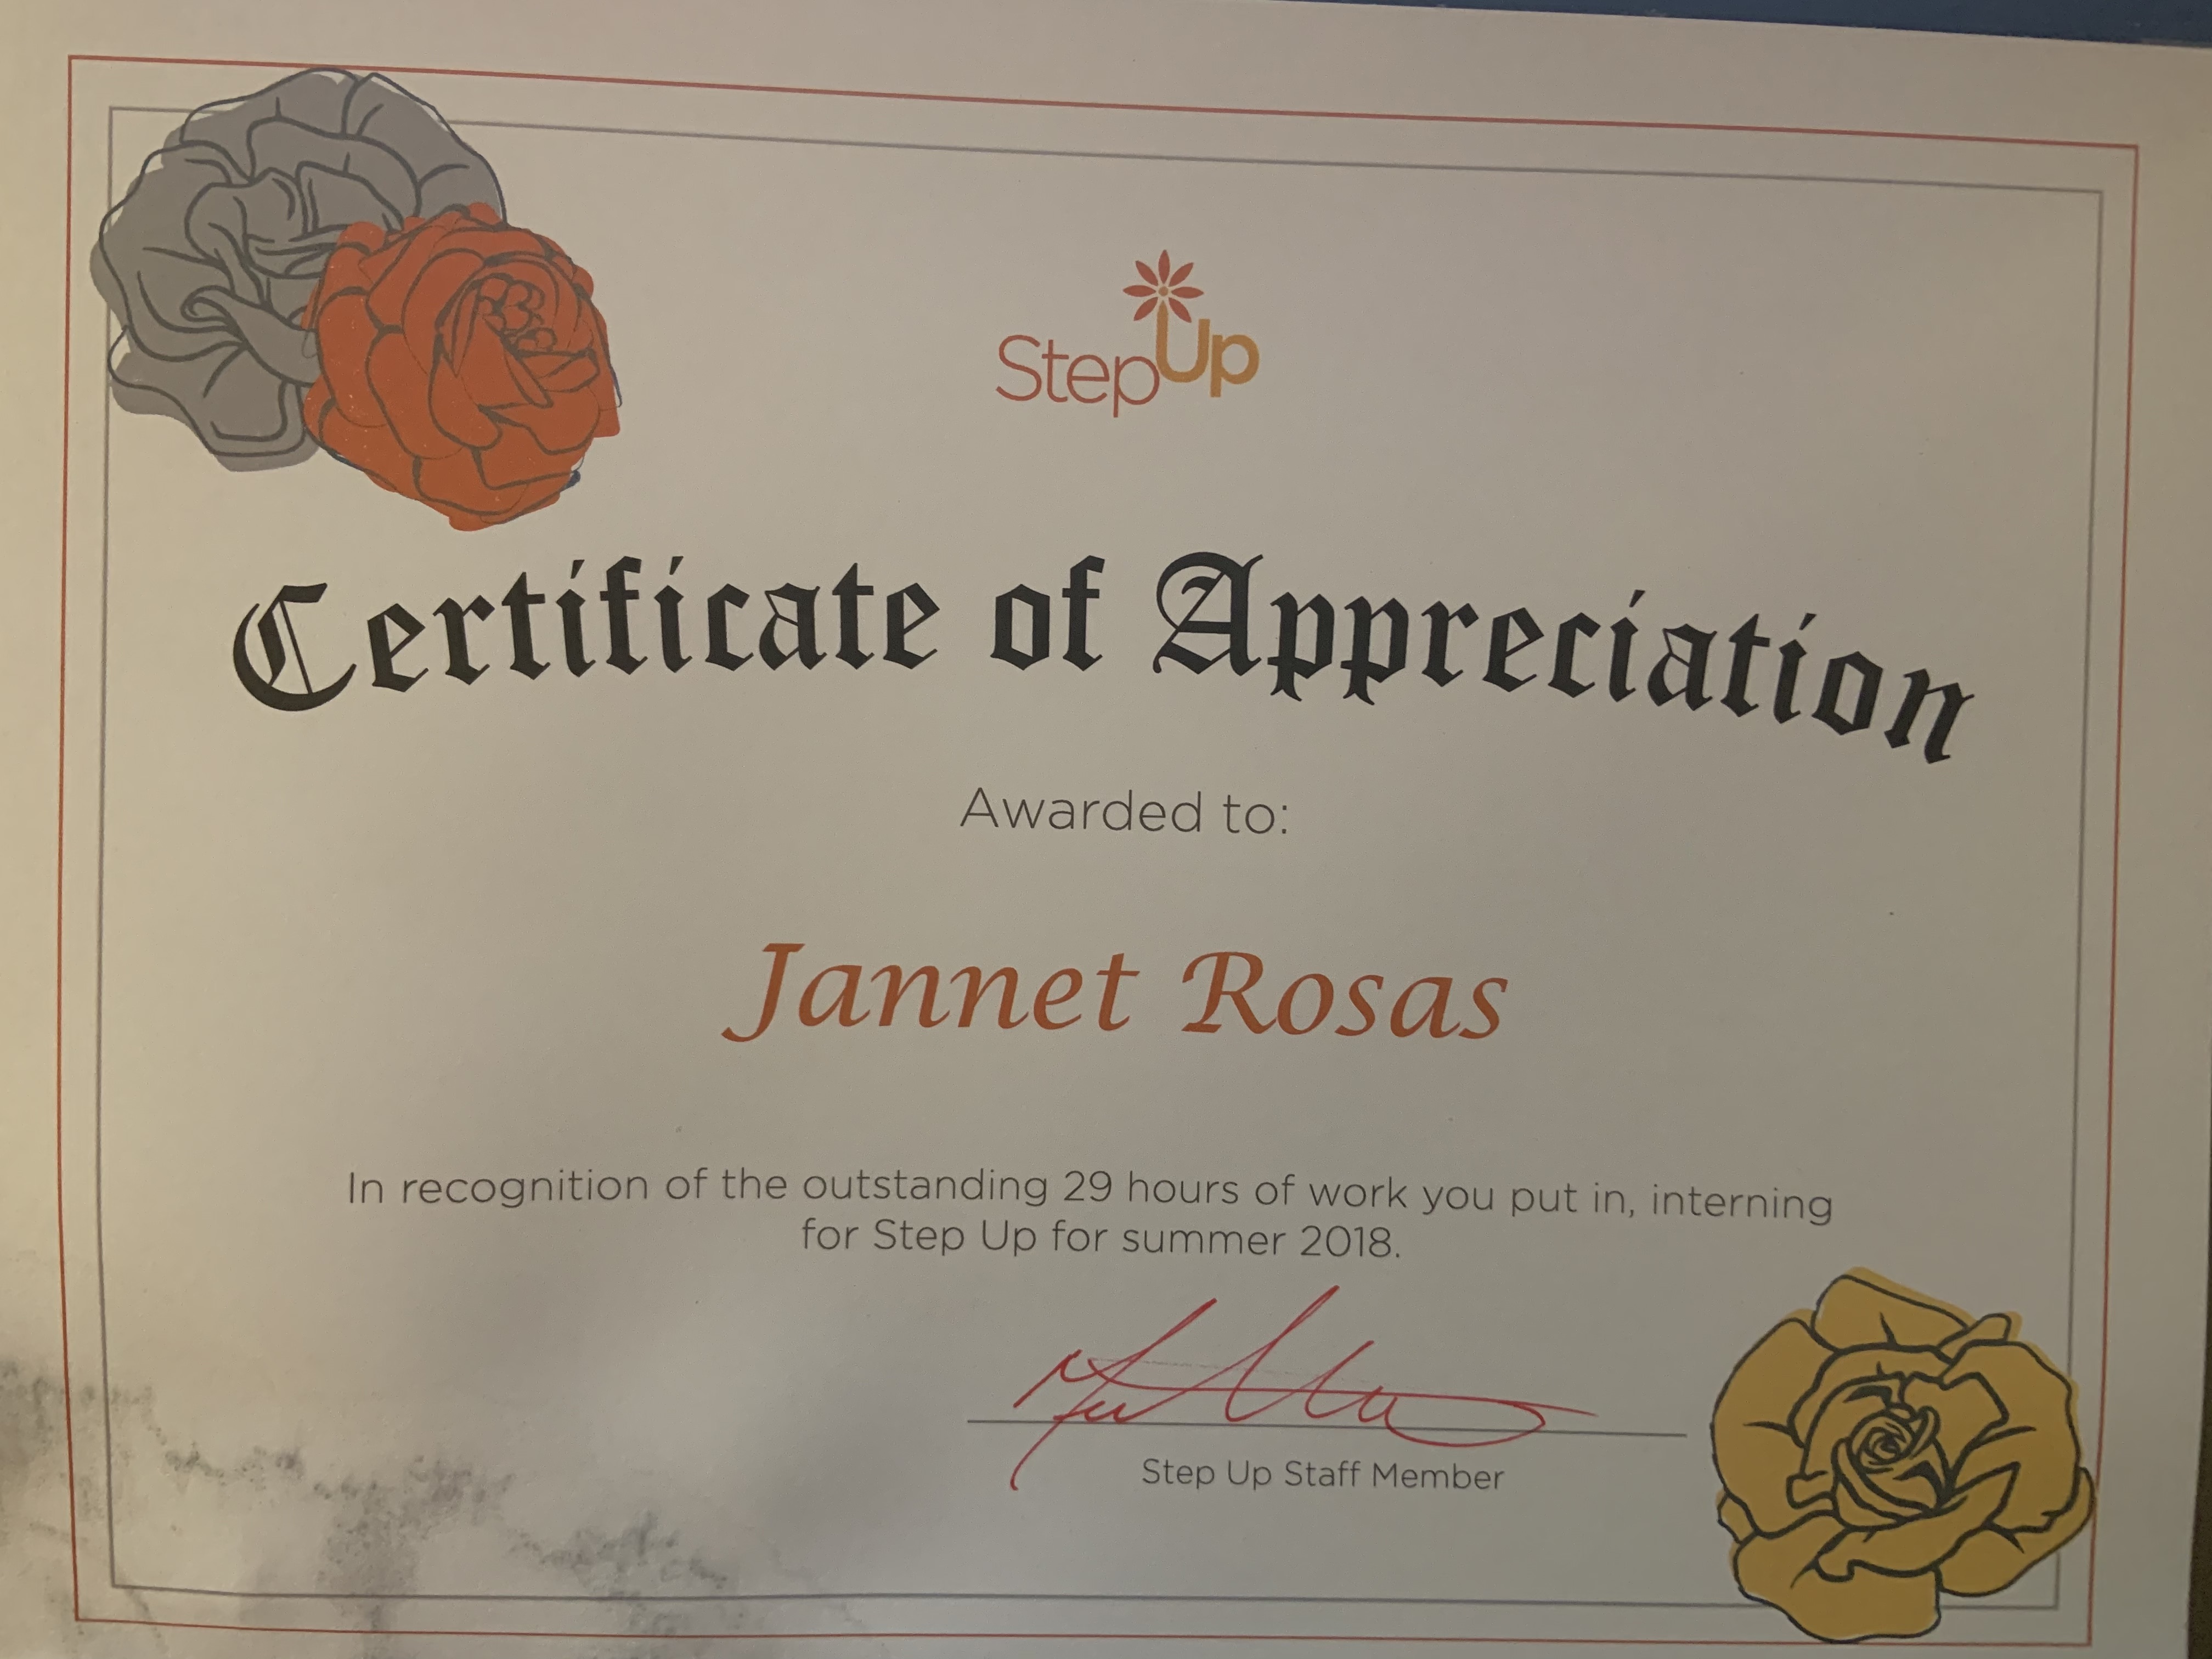 StepUp
Certificate of Appreciation
Awarded to:
Jannet Rosas
In recognition of the outstanding 29 hours of work you put in, interning
for Step Up for summer 2018.
Step Up Staff Member